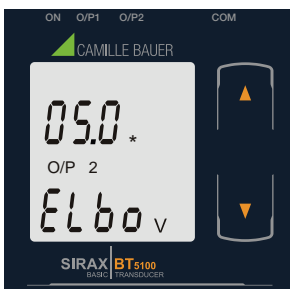 ON O/P1 O/P2 COM
CAMILLE BAUER
05.0 *
O/P 2
ELbo V
SIRAX BT5100
BASIC TRANSDUCER